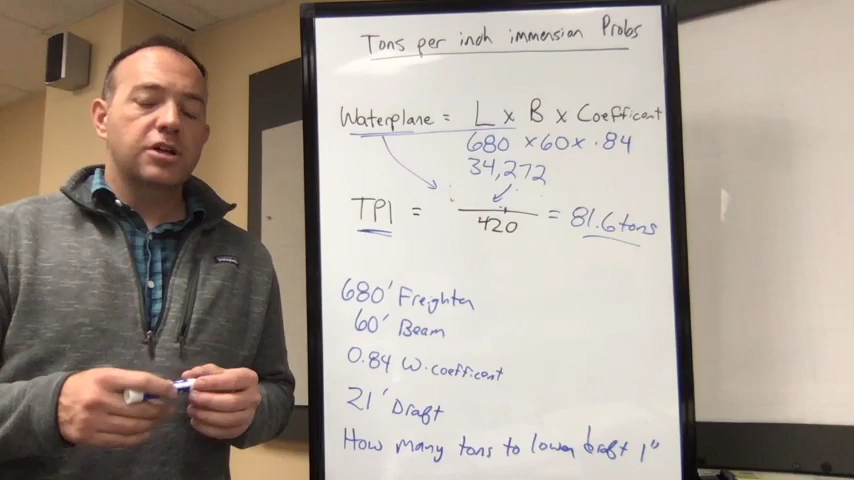 Tons per inch immersion Probs
Waterplane = L x B x Coefficent
680 x 60 x .84
34,272
TPI = 420 = 81.6 tons
680' Freighter
60' Beam
0.84 W. coefficent
21' Draft
How many tons to lower draft 1"
patagonia